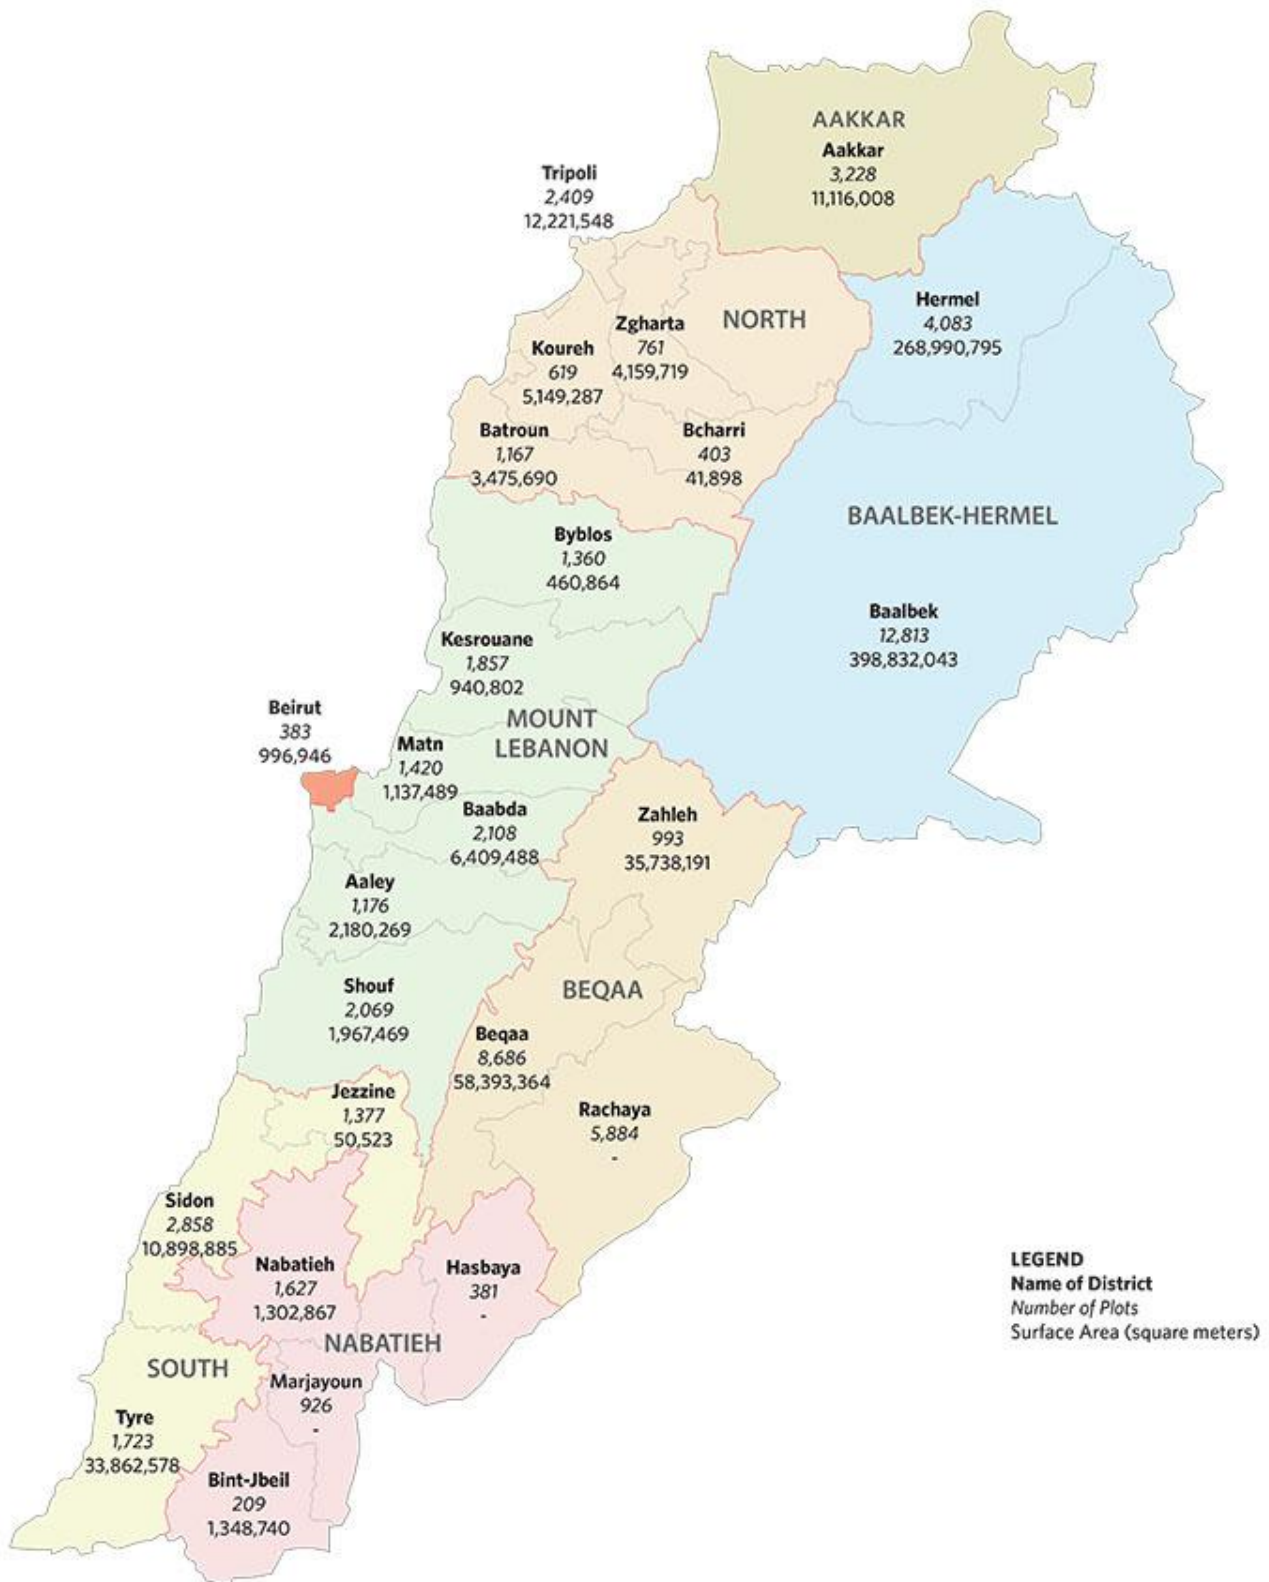 AAKKAR
Aakkar
3,228
11,116,008
Tripoli
2,409
12,221,548
NORTH
Zgharta
761
4,159,719
Koureh
619
5,149,287
Batroun
1,167
3,475,690
Bcharri
403
41,898
Hermel
4,083
268,990,795
BAALBEK-HERMEL
Baalbek
12,813
398,832,043
Byblos
1,360
460,864
Kesrouane
1,857
940,802
MOUNT
LEBANON
Beirut
383
996,946
Matn
1,420
1,137,489
Baabda
2,108
6,409,488
Aaley
1,176
2,180,269
Shouf
2,069
1,967,469
Zahleh
993
35,738,191
BEQAA
Beqaa
8,686
58,393,364
Rachaya
5,884
-
Jezzine
1,377
50,523
Sidon
2,858
10,898,885
Nabatieh
1,627
1,302,867
Hasbaya
381
-
NABATIEH
SOUTH
Marjayoun
926
-
Tyre
1,723
33,862,578
Bint-Jbeil
209
1,348,740
LEGEND
Name of District
Number of Plots
Surface Area (square meters)